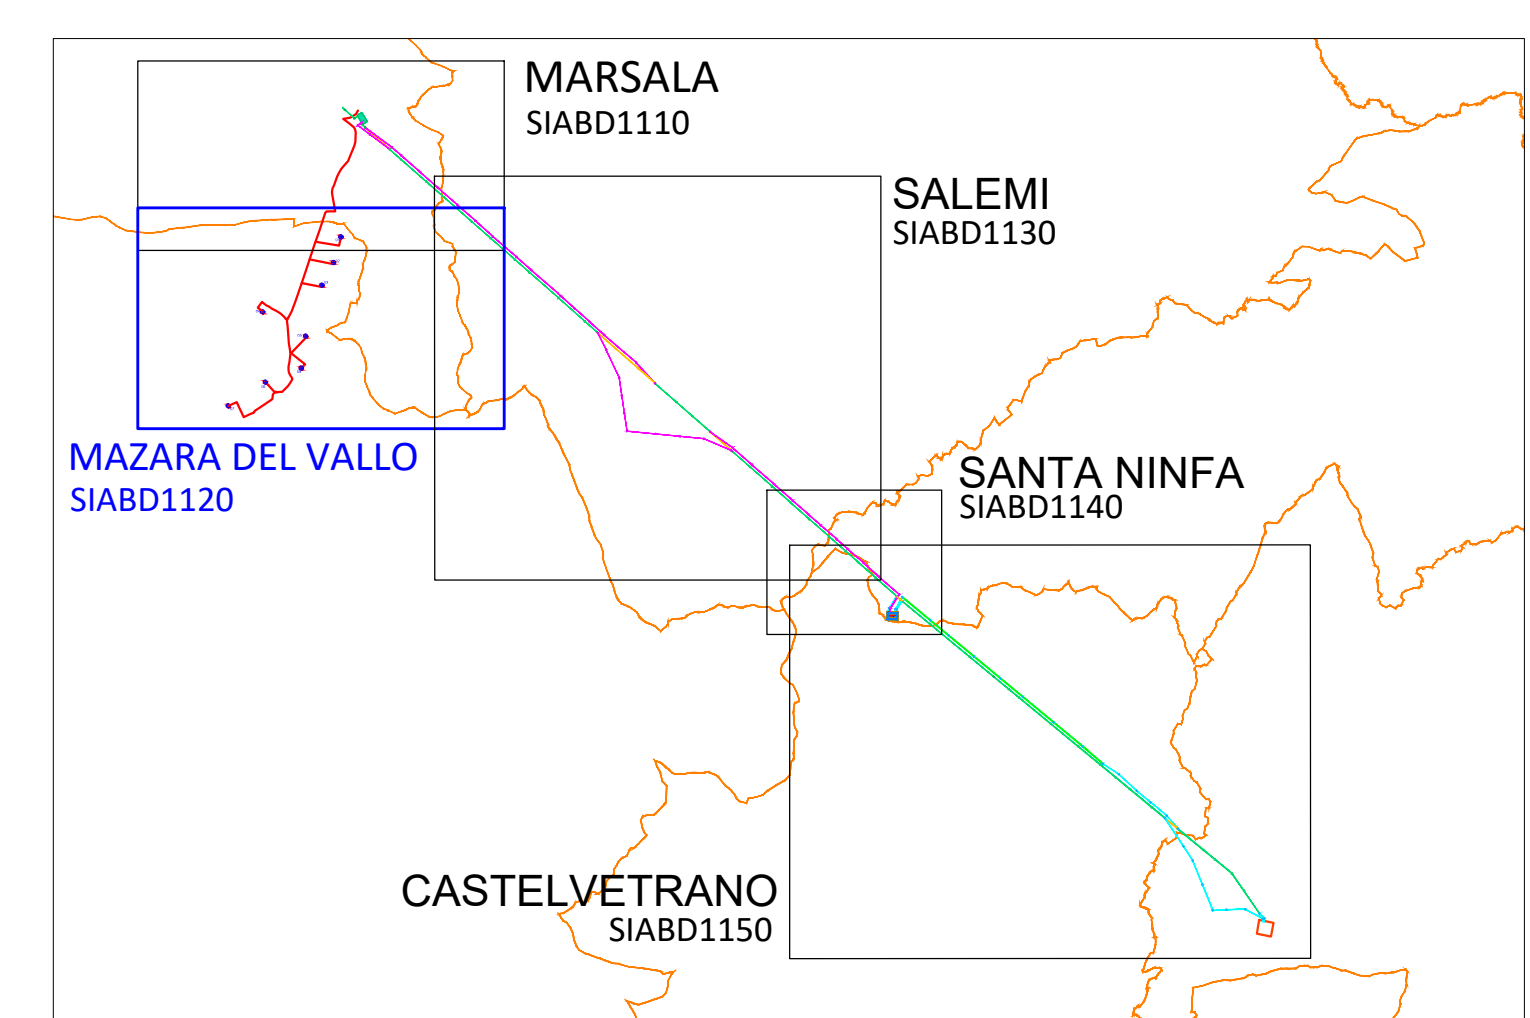 MARSALA
SIABD1110
SALEMI
SIABD1130
MAZARA DEL VALLO
SIABD1120
SANTA NINFA
SIABD1140
CASTELVETRANO
SIABD1150